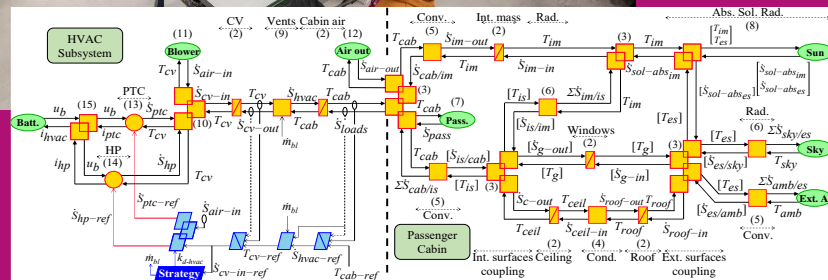 HVAC
Subsystem
(11)
Blower
CV
(2)
Vents
(9)
Cabin air
(2)
(12)
Air out
T_cv
Ṡ_air-in
T_cab
Ṡ_air-out
Batt.
u_b
i_hvac
(15)
PTC
(13)
Ṡ_ptc
u_b
i_ptc
T_cv
(10)
Ṡ_cv-in
T_cv
T_cv
Ṡ_cv-out
Ṡ_hvac
T_cab
T_cab
Ṡ_loads
ṁ_bl
HP
(14)
i_hp
u_b
Ṡ_hp
T_cv
Ṡ_ptc-ref
Ṡ_hp-ref
Ṡ_air-in
ṁ_bl
ṁ_bl
k_d-hvac
Strategy
Ṡ_cv-in-ref
T_cv-ref
Ṡ_hvac-ref
T_cab-ref
Conv.
(5)
Int. mass
(2)
Rad.
Abs. Sol. Rad.
(8)
T_cab
Ṡ_im-out
T_im
(3)
T_im
[T_im]
[T_es]
Sun
Ṡ_cab/im
T_im
Ṡ_im-in
Ṡ_sol-abs_im
[Ṡ_sol-abs_im]
[Ṡ_sol-abs_es]
[Ṡ_sol-abs_es]
(3)
T_cab
(7)
Pass.
Ṡ_pass
[T_is]
(6)
ΣṠ_im/is
[Ṡ_is/im]
T_im
[T_es]
Rad.
(6)
T_cab
[Ṡ_is/cab]
[Ṡ_g-out]
Windows
(2)
[T_g]
(3)
[T_es]
ΣṠ_sky/es
Sky
ΣṠ_cab/is
[T_is]
(3)
[T_g]
[Ṡ_g-in]
[Ṡ_es/sky]
T_sky
(5)
Conv.
Ṡ_c-out
T_ceil
Ṡ_roof-out
T_roof
[T_es]
ΣṠ_amb/es
Ext. A
T_ceil
Ṡ_ceil-in
T_roof
Ṡ_roof-in
[Ṡ_es/amb]
T_amb
(5)
Conv.
Passenger
Cabin
Int. surfaces
coupling
(2)
Ceiling
(4)
Cond.
(2)
Roof
Ext. surfaces
coupling